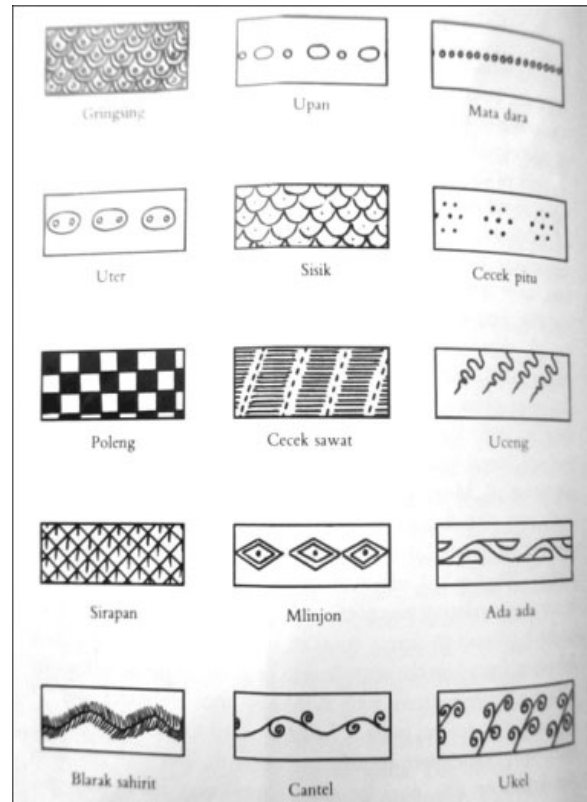 Gringsing
Upan
Mata dara
Uter
Sisik
Cecek pitu
Poleng
Cecek sawat
Uceng
Sirapan
Mlinjon
Ada ada
Blarak sahirit
Cantel
Ukel